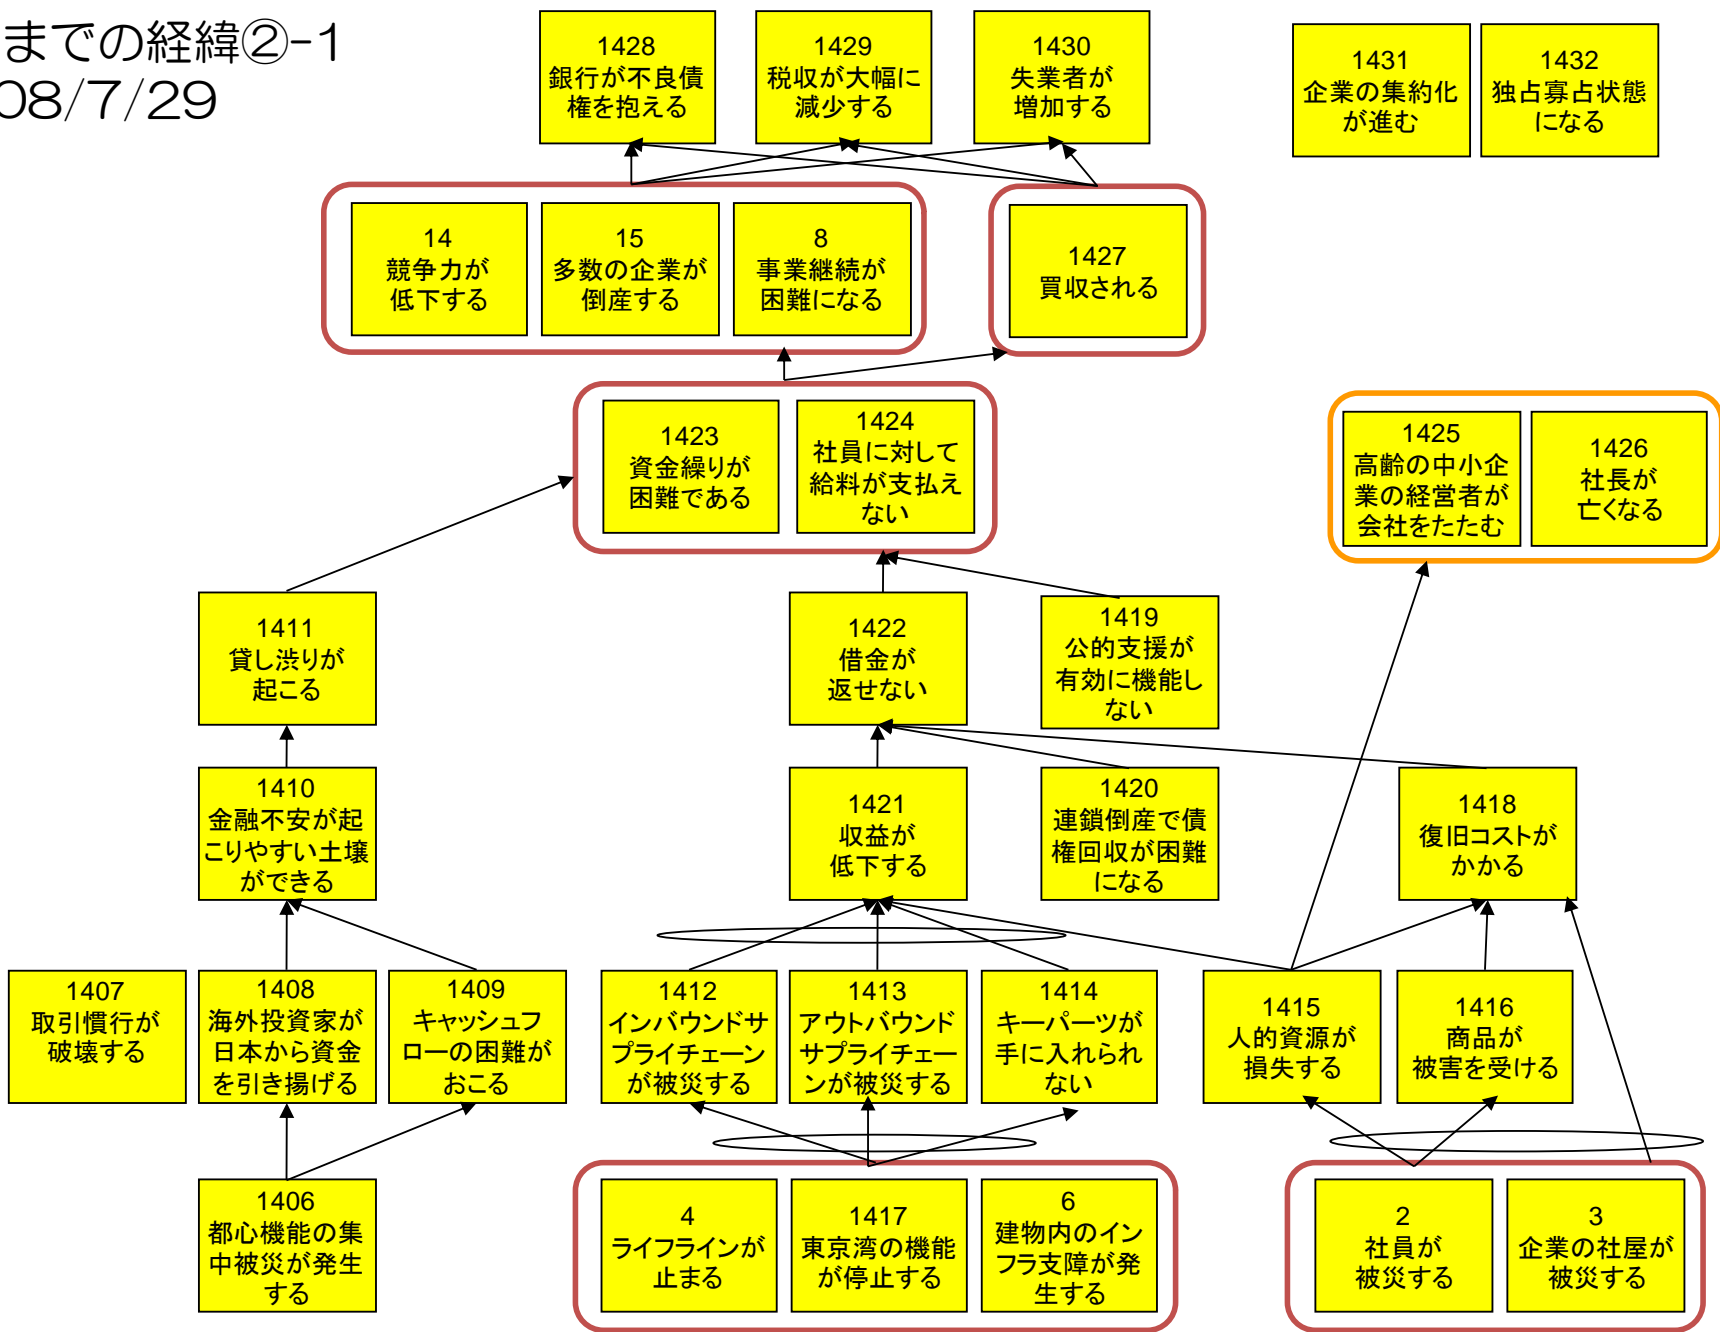 までの経緯②-1
08/7/29
1428
銀行が不良債
権を抱える
1429
税収が大幅に
減少する
1430
失業者が
増加する
1431
企業の集約化
が進む
1432
独占寡占状態
になる
14
競争力が
低下する
15
多数の企業が
倒産する
8
事業継続が
困難になる
1427
買収される
1423
資金繰りが
困難である
1424
社員に対して
給料が支払え
ない
1425
高齢の中小企
業の経営者が
会社をたたむ
1426
社長が
亡くなる
1411
貸し渋りが
起こる
1422
借金が
返せない
1419
公的支援が
有効に機能し
ない
1410
金融不安が起
こりやすい土壌
ができる
1421
収益が
低下する
1420
連鎖倒産で債
権回収が困難
になる
1418
復旧コストが
かかる
1407
取引慣行が
破壊する
1408
海外投資家が
日本から資金
を引き揚げる
1409
キャッシュフ
ローの困難が
おこる
1412
インバウンドサ
プライチェーン
が被災する
1413
アウトバウンド
サプライチェー
ンが被災する
1414
キーパーツが
手に入れられ
ない
1415
人的資源が
損失する
1416
商品が
被害を受ける
1406
都心機能の集
中被災が発生
する
4
ライフラインが
止まる
1417
東京湾の機能
が停止する
6
建物内のイン
フラ支障が発
生する
2
社員が
被災する
3
企業の社屋が
被災する